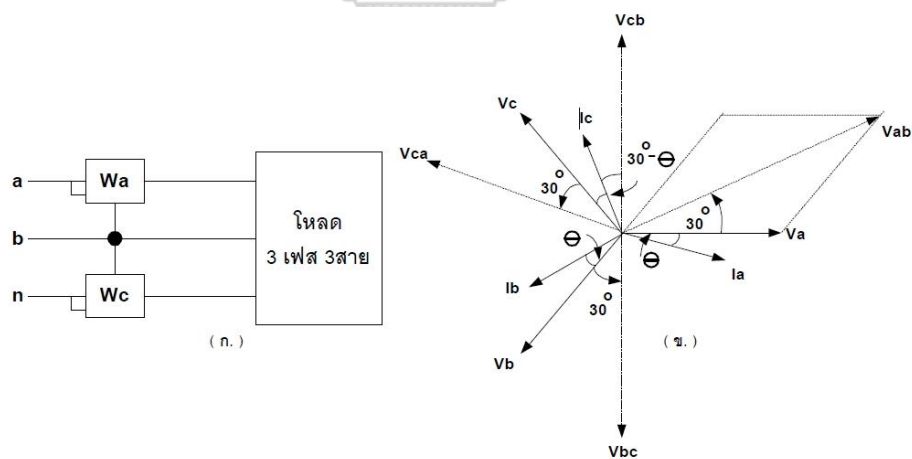 a
Wa
b
n
Wc
โหลด
3 เฟส 3สาย
( ก. )
Vcb
Vc
Ic
Vab
Vca
30°
30°-Θ
30°
Va
Θ
Θ
Ia
Ib
30°
Vb
( ข. )
Vbc